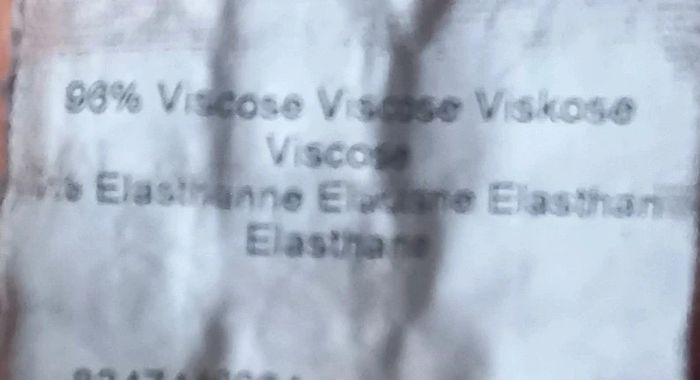 96% Viscose Viscose Viskose
Viscose
Elasthanne Elastane Elasthan
Elasthane